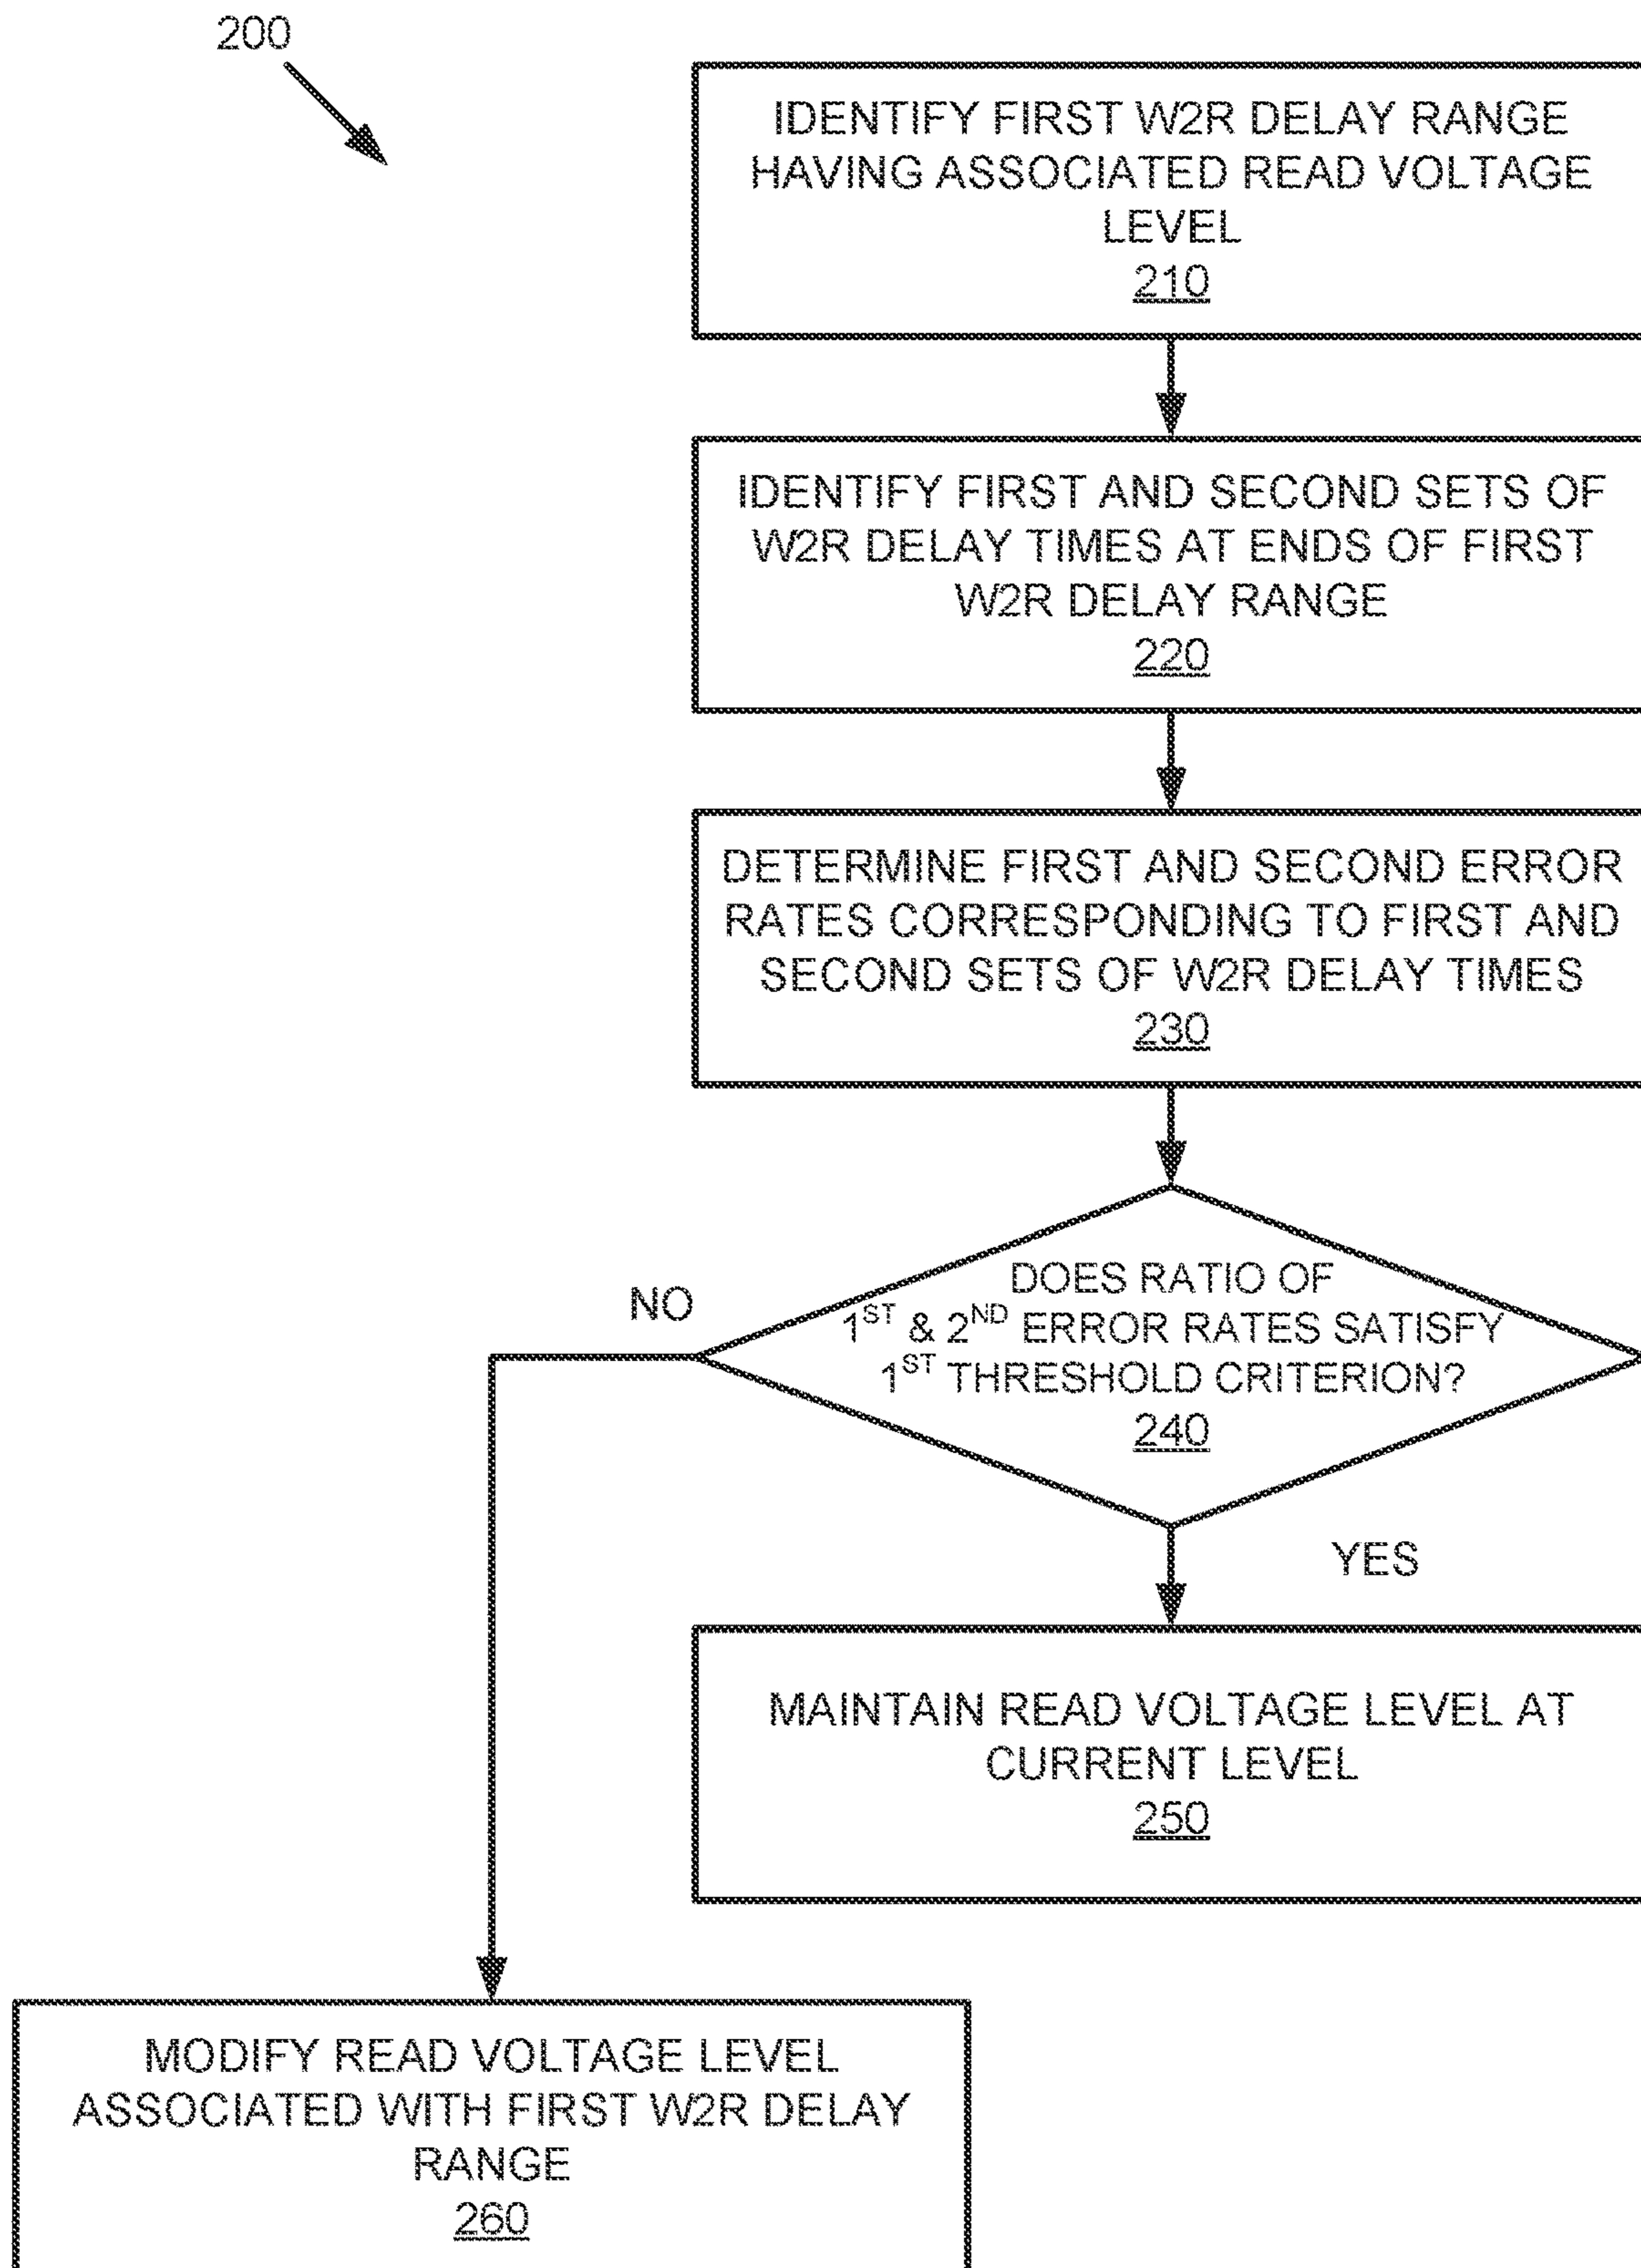 200
IDENTIFY FIRST W2R DELAY RANGE
HAVING ASSOCIATED READ VOLTAGE
LEVEL
210
IDENTIFY FIRST AND SECOND SETS OF
W2R DELAY TIMES AT ENDS OF FIRST
W2R DELAY RANGE
220
DETERMINE FIRST AND SECOND ERROR
RATES CORRESPONDING TO FIRST AND
SECOND SETS OF W2R DELAY TIMES
230
DOES RATIO OF
1ST & 2ND ERROR RATES SATISFY
1ST THRESHOLD CRITERION?
240
NO
YES
MAINTAIN READ VOLTAGE LEVEL AT
CURRENT LEVEL
250
MODIFY READ VOLTAGE LEVEL
ASSOCIATED WITH FIRST W2R DELAY
RANGE
260